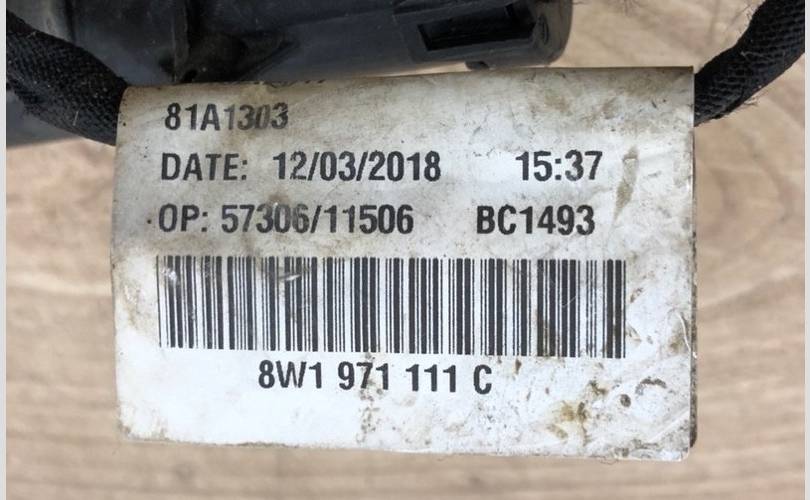 81A1303
DATE: 12/03/2018 15:37
OP: 57306/11506 BC1493
8W1 971 111 C